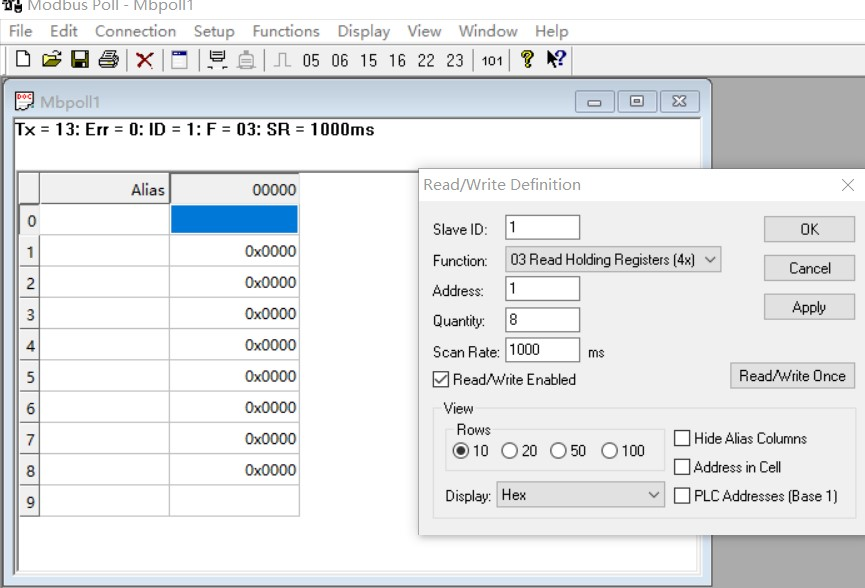 Modbus Poll - Mbpoll1
File Edit Connection Setup Functions Display View Window Help
05 06 15 16 22 23 101
Mbpoll1
Tx = 13: Err = 0: ID = 1: F = 03: SR = 1000ms
Alias 00000
0
1 0x0000
2 0x0000
3 0x0000
4 0x0000
5 0x0000
6 0x0000
7 0x0000
8 0x0000
9
Read/Write Definition
Slave ID: 1 OK
Function: 03 Read Holding Registers (4x) Cancel
Address: 1
Quantity: 8 Apply
Scan Rate: 1000 ms
Read/Write Enabled Read/Write Once
View
Rows
10 20 50 100
Hide Alias Columns
Address in Cell
Display: Hex PLC Addresses (Base 1)